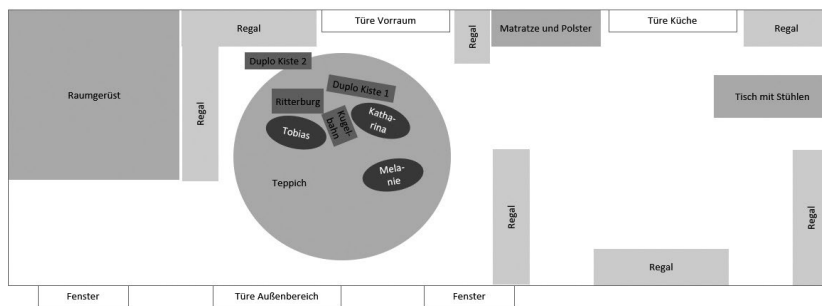 Regal
Türe Vorraum
Regal
Matratze und Polster
Türe Küche
Regal
Raumgerüst
Regal
Duplo Kiste 2
Duplo Kiste 1
Ritterburg
Kugel-
bahn
Katha-
rina
Tobias
Mela-
nie
Teppich
Tisch mit Stühlen
Regal
Regal
Regal
Fenster
Türe Außenbereich
Fenster